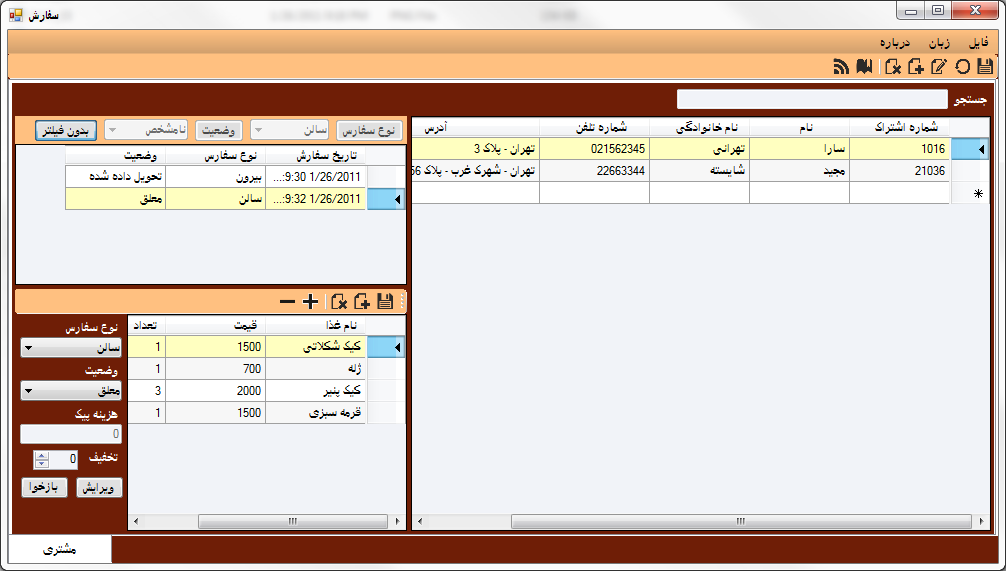 سفارش
فایل زبان درباره
جستجو
شماره اشتراک نام نام خانوادگی شماره تلفن آدرس
1016 سارا تهرانی 021562345 تهران - پلاک 3
21036 مجید شایسته 22663344 تهران - شهرک غرب - پلاک 56
نوع سفارس سالن وضعیت نامشخص بدون فیلتر
تاریخ سفارش نوع سفارس وضعیت
1/26/2011 9:30:... بیرون تحویل داده شده
1/26/2011 9:32:... سالن معلق
نام غذا قیمت تعداد
کیک شکلاتی 1500 1
ژله 700 1
کیک پنیر 2000 3
قرمه سبزی 1500 1
نوع سفارس
سالن
وضعیت
معلق
هزینه پیک
0
تخفیف 0
ویرایش بازخوا
مشتری